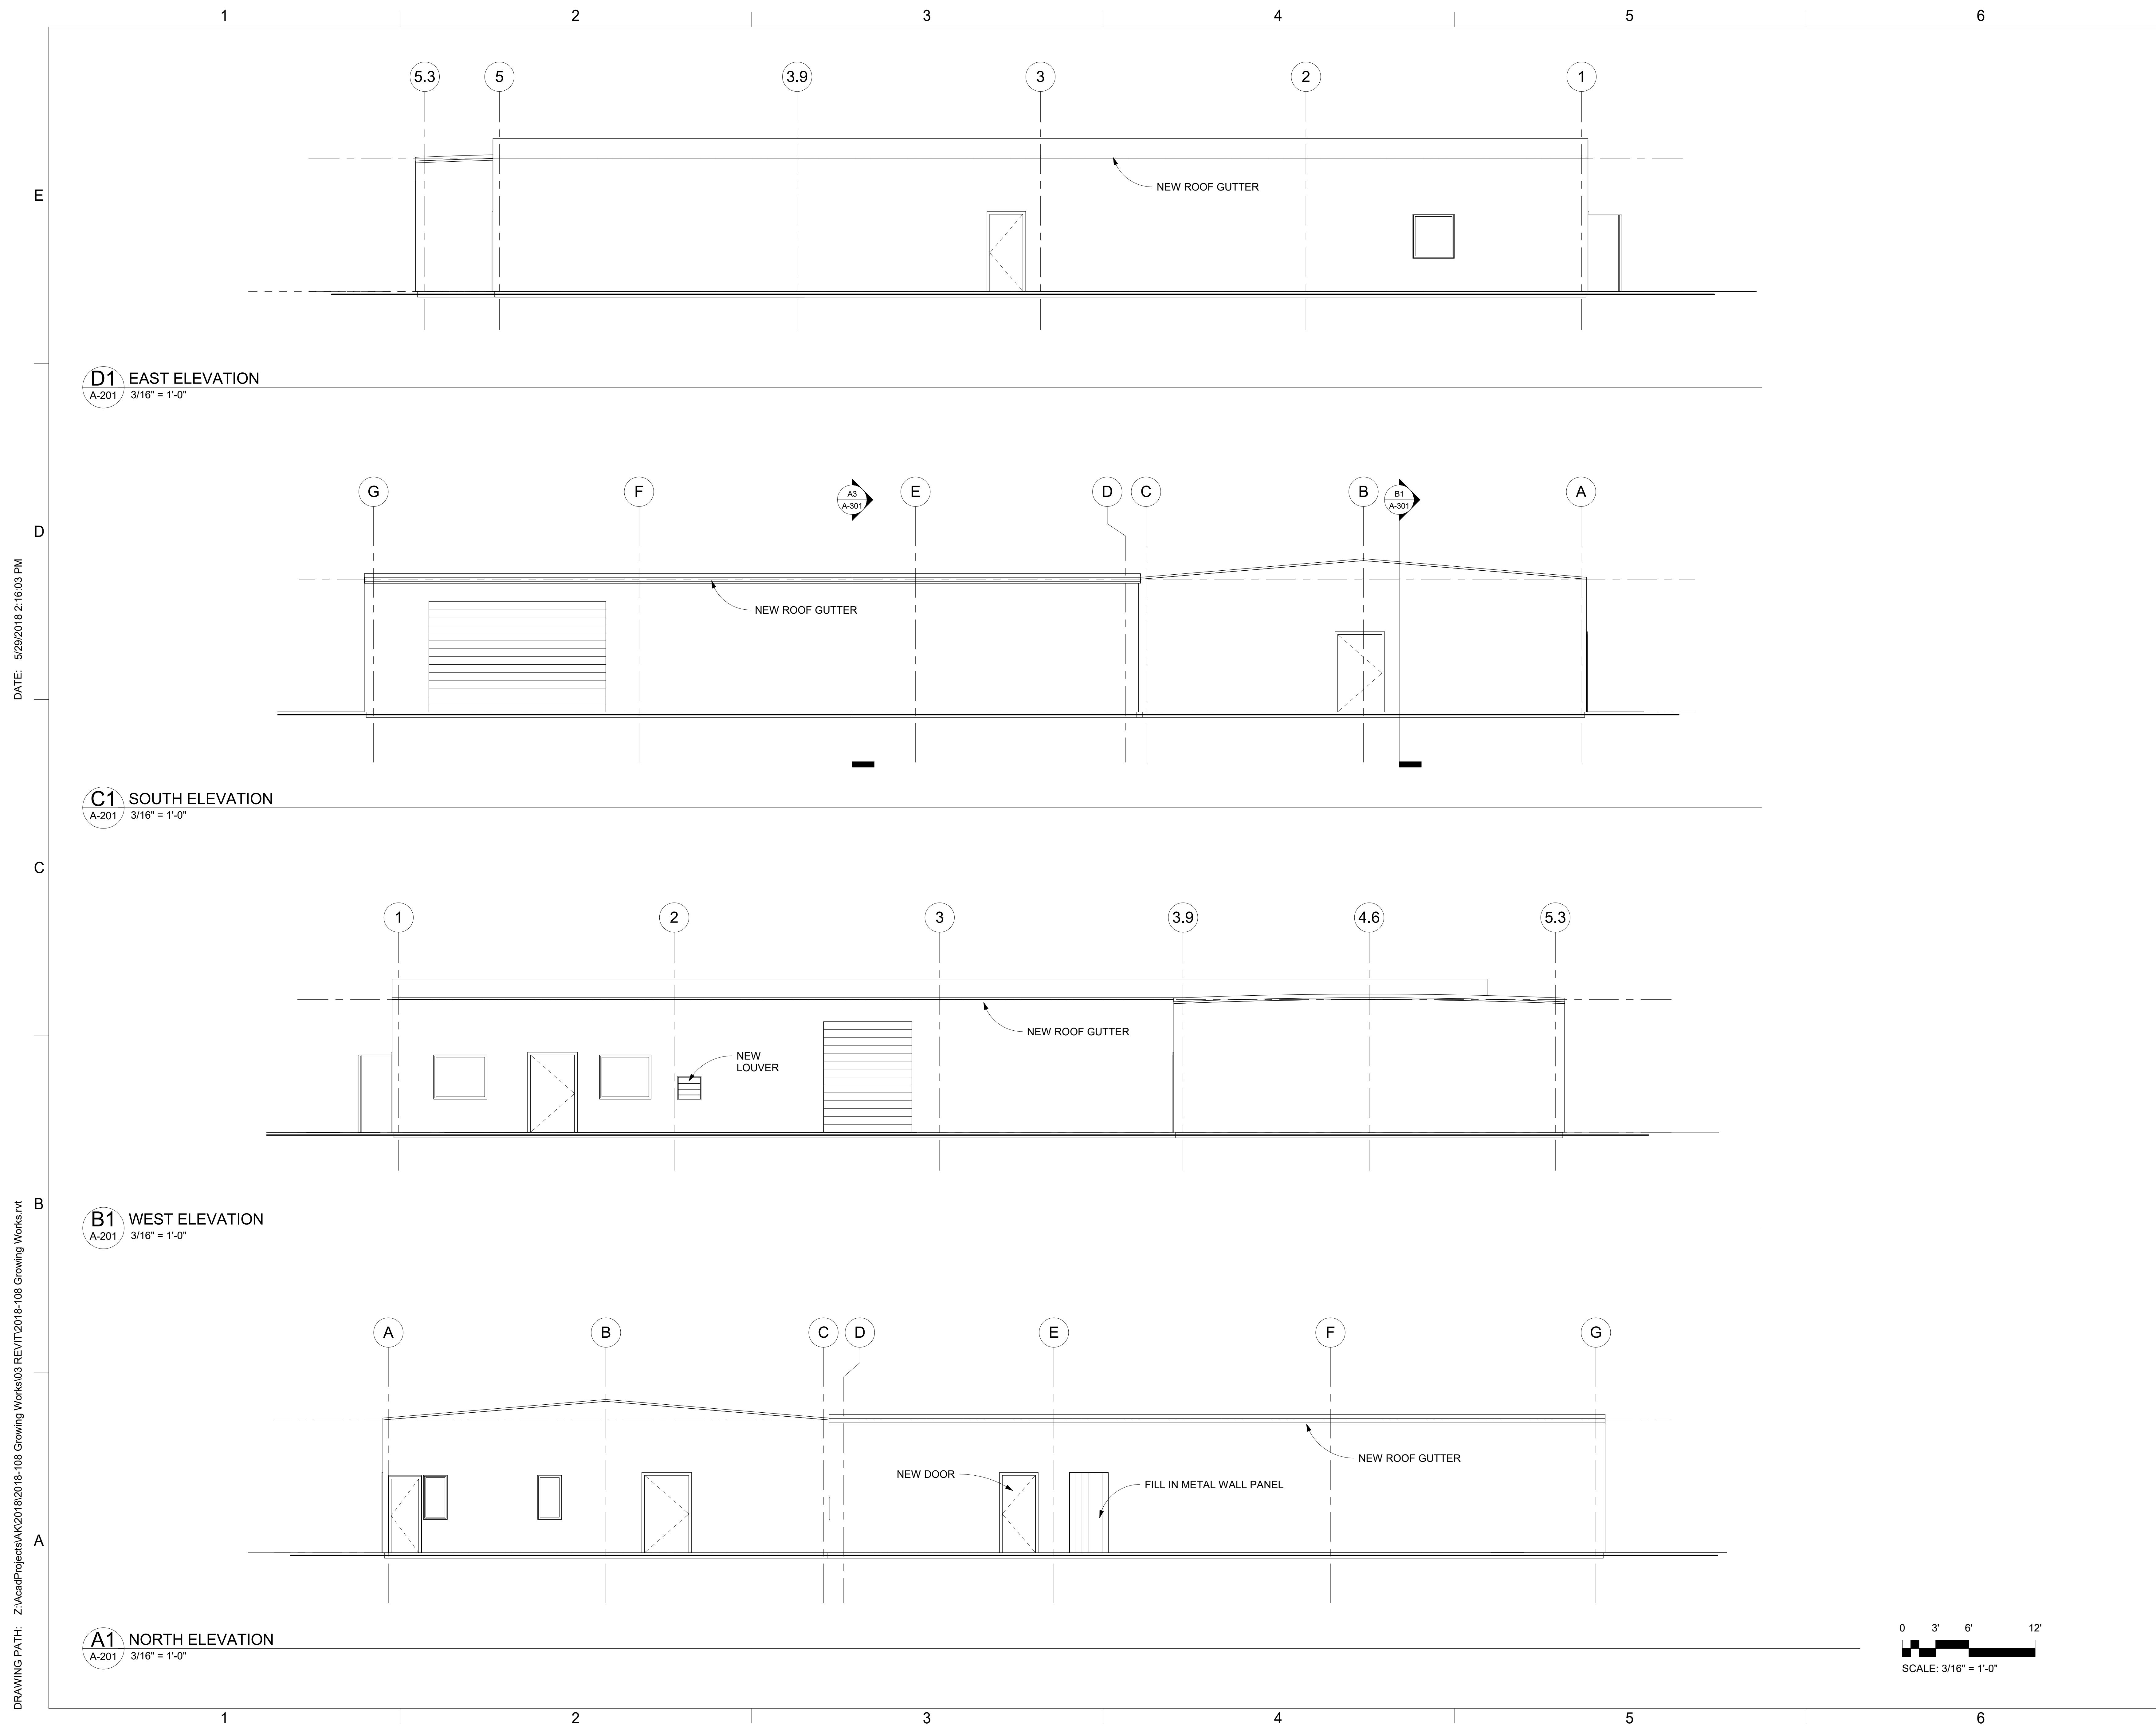 1 2 3 4 5 6
5.3 5 3.9 3 2 1
E
NEW ROOF GUTTER
D1 EAST ELEVATION
A-201 3/16" = 1'-0"
G F A3 E D C B B1 A
A-301 A-301
D
NEW ROOF GUTTER
C1 SOUTH ELEVATION
A-201 3/16" = 1'-0"
C
1 2 3 3.9 4.6 5.3
NEW ROOF GUTTER
NEW
LOUVER
B
B1 WEST ELEVATION
A-201 3/16" = 1'-0"
A B C D E F G
NEW ROOF GUTTER
NEW DOOR
FILL IN METAL WALL PANEL
A
A1 NORTH ELEVATION
A-201 3/16" = 1'-0"
0 3' 6' 12'
SCALE: 3/16" = 1'-0"
1 2 3 4 5 6
DATE: 5/29/2018 2:16:03 PM
DRAWING PATH: Z:\AcadProjects\AK\2018\2018-108 Growing Works\03 REVIT\2018-108 Growing Works.rvt